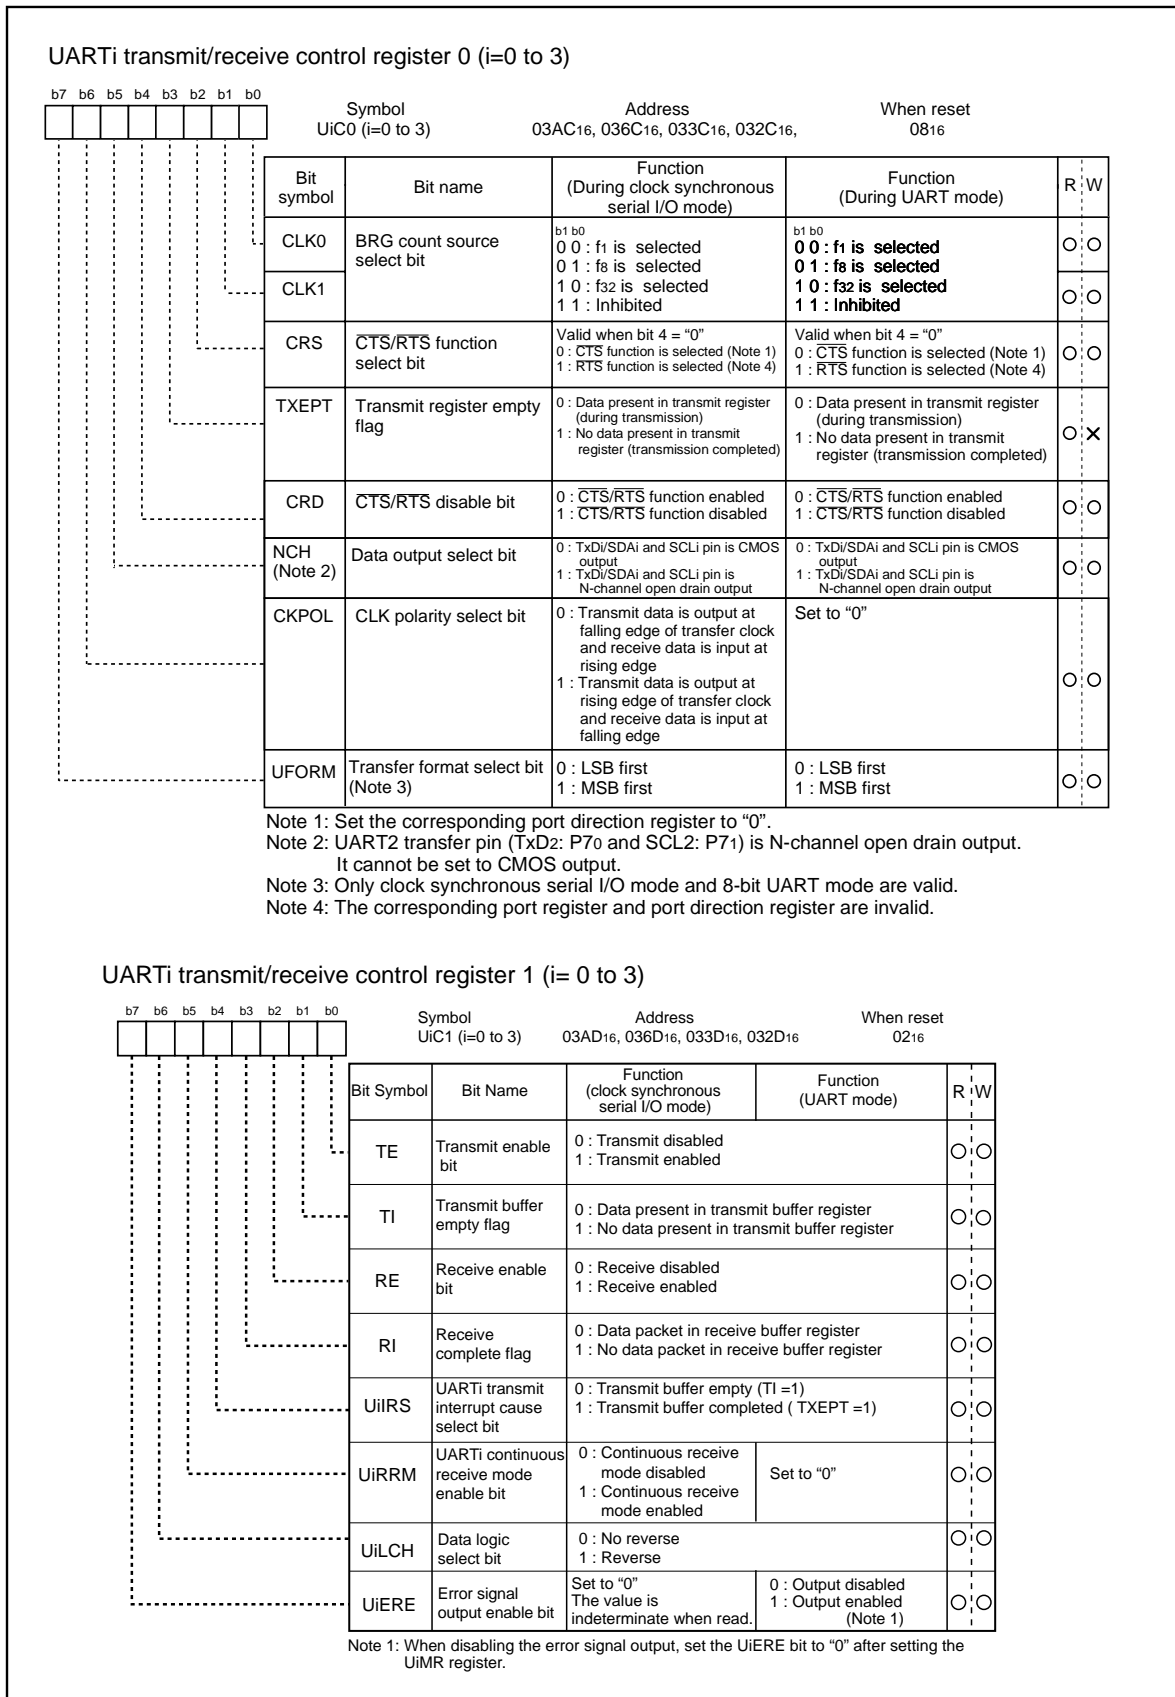 UARTi transmit/receive control register 0 (i=0 to 3)
b7 b6 b5 b4 b3 b2 b1 b0
Symbol Address When reset
UiC0 (i=0 to 3) 03AC16, 036C16, 033C16, 032C16, 0816
Bit symbol
Bit name
Function
(During clock synchronous
serial I/O mode)
Function
(During UART mode)
R W
CLK0
CLK1
BRG count source
select bit
b1 b0
0 0 : f1 is selected
0 1 : f8 is selected
1 0 : f32 is selected
1 1 : Inhibited
b1 b0
0 0 : f1 is selected
0 1 : f8 is selected
1 0 : f32 is selected
1 1 : Inhibited
CRS
CTS/RTS function
select bit
Valid when bit 4 = “0”
0 : CTS function is selected (Note 1)
1 : RTS function is selected (Note 4)
Valid when bit 4 = “0”
0 : CTS function is selected (Note 1)
1 : RTS function is selected (Note 4)
TXEPT
Transmit register empty
flag
0 : Data present in transmit register
(during transmission)
1 : No data present in transmit
register (transmission completed)
0 : Data present in transmit register
(during transmission)
1 : No data present in transmit
register (transmission completed)
CRD
CTS/RTS disable bit
0 : CTS/RTS function enabled
1 : CTS/RTS function disabled
0 : CTS/RTS function enabled
1 : CTS/RTS function disabled
NCH
(Note 2)
Data output select bit
0 : TxDi/SDAi and SCLi pin is CMOS
output
1 : TxDi/SDAi and SCLi pin is
N-channel open drain output
0 : TxDi/SDAi and SCLi pin is CMOS
output
1 : TxDi/SDAi and SCLi pin is
N-channel open drain output
CKPOL
CLK polarity select bit
0 : Transmit data is output at
falling edge of transfer clock
and receive data is input at
rising edge
1 : Transmit data is output at
rising edge of transfer clock
and receive data is input at
falling edge
Set to “0”
UFORM
Transfer format select bit
(Note 3)
0 : LSB first
1 : MSB first
0 : LSB first
1 : MSB first
Note 1: Set the corresponding port direction register to “0”.
Note 2: UART2 transfer pin (TxD2: P70 and SCL2: P71) is N-channel open drain output.
It cannot be set to CMOS output.
Note 3: Only clock synchronous serial I/O mode and 8-bit UART mode are valid.
Note 4: The corresponding port register and port direction register are invalid.
UARTi transmit/receive control register 1 (i= 0 to 3)
b7 b6 b5 b4 b3 b2 b1 b0
Symbol Address When reset
UiC1 (i=0 to 3) 03AD16, 036D16, 033D16, 032D16 0216
Bit Symbol
Bit Name
Function
(clock synchronous
serial I/O mode)
Function
(UART mode)
R W
TE
Transmit enable
bit
0 : Transmit disabled
1 : Transmit enabled
TI
Transmit buffer
empty flag
0 : Data present in transmit buffer register
1 : No data present in transmit buffer register
RE
Receive enable
bit
0 : Receive disabled
1 : Receive enabled
RI
Receive
complete flag
0 : Data packet in receive buffer register
1 : No data packet in receive buffer register
UiIRS
UARTi transmit
interrupt cause
select bit
0 : Transmit buffer empty (TI =1)
1 : Transmit buffer completed ( TXEPT =1)
UiRRM
UARTi continuous
receive mode
enable bit
0 : Continuous receive
mode disabled
1 : Continuous receive
mode enabled
Set to “0”
UiLCH
Data logic
select bit
0 : No reverse
1 : Reverse
UiERE
Error signal
output enable bit
Set to “0”
The value is
indeterminate when read.
0 : Output disabled
1 : Output enabled
(Note 1)
Note 1: When disabling the error signal output, set the UiERE bit to “0” after setting the
UiMR register.